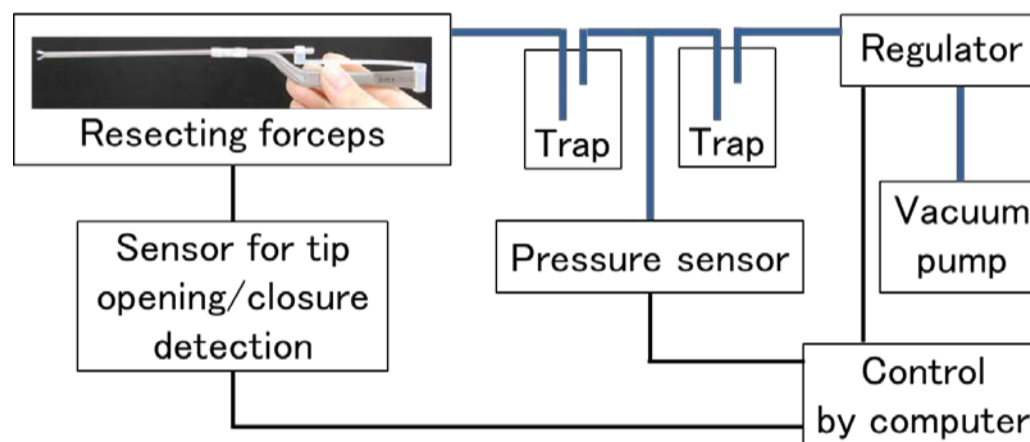 Resecting forceps
Trap
Trap
Regulator
Sensor for tip
opening/closure
detection
Pressure sensor
Vacuum
pump
Control
by computer